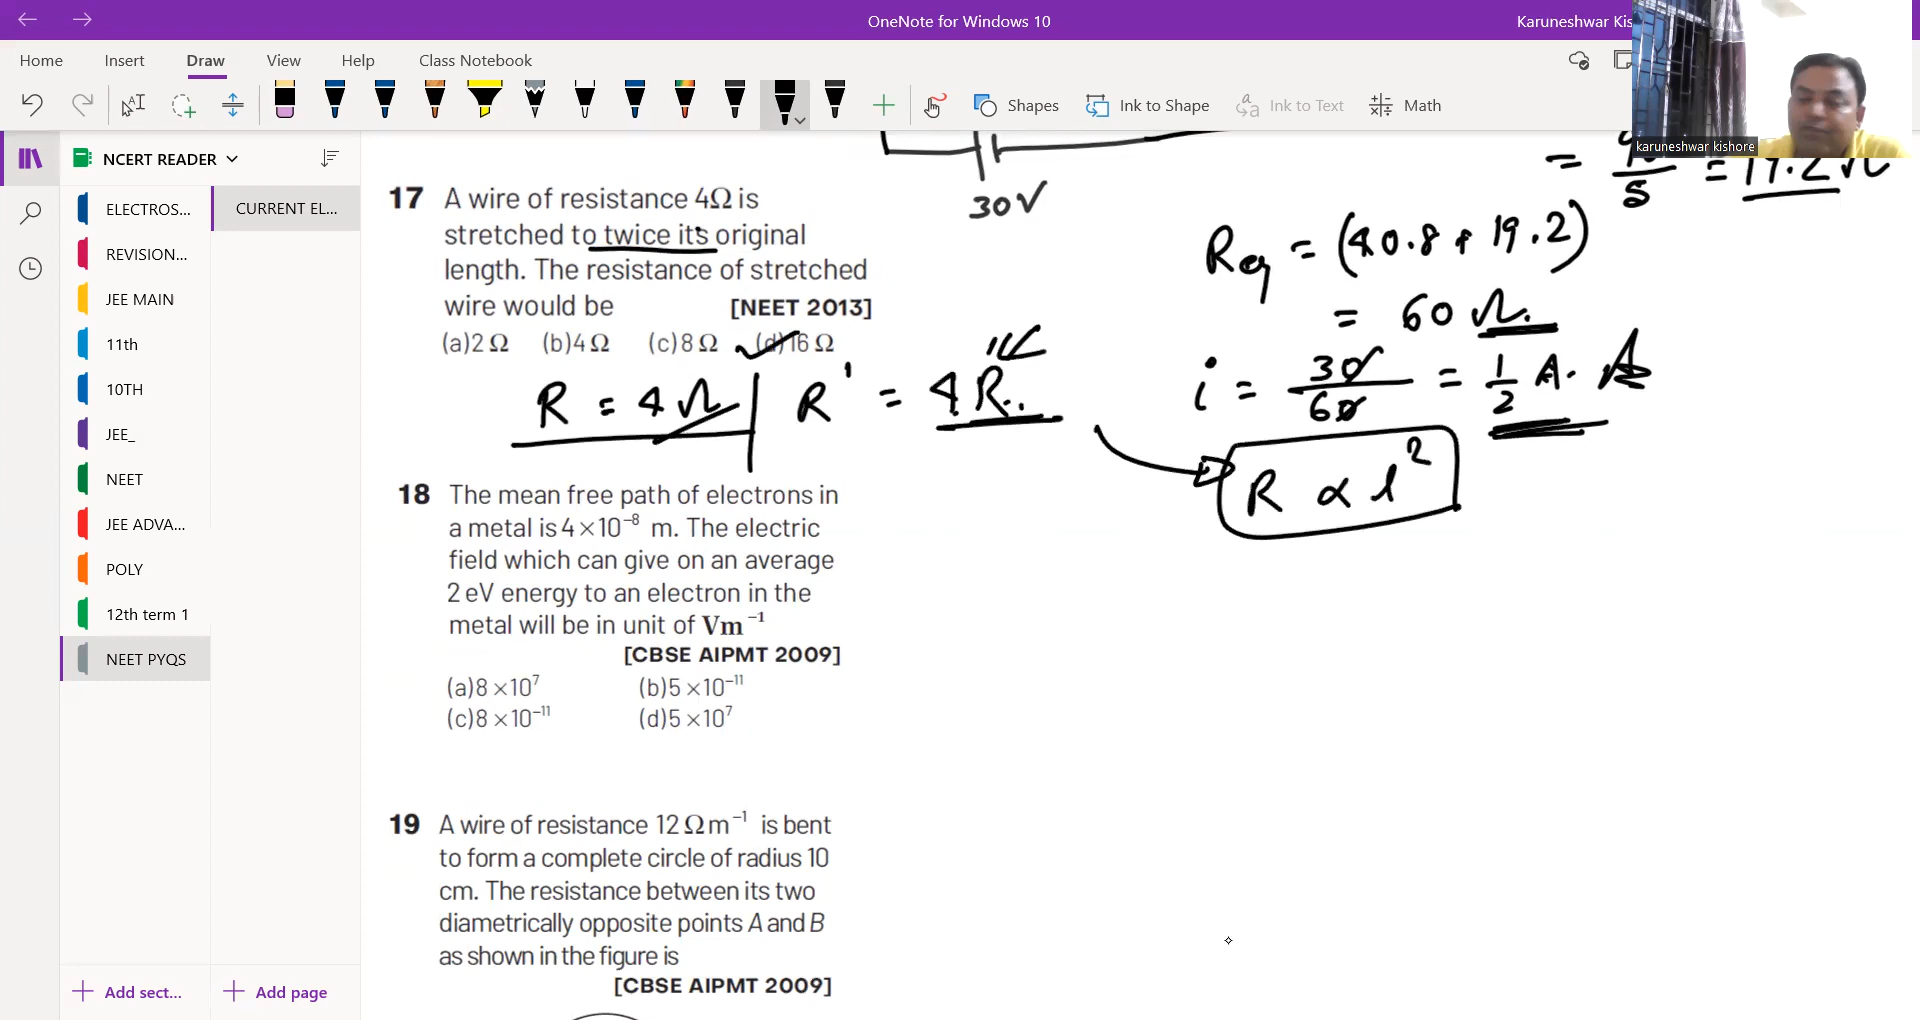 OneNote for Windows 10
Karuneshwar Kis
Home Insert Draw View Help Class Notebook
Shapes Ink to Shape Ink to Text Math
karuneshwar kishore
NCERT READER
ELECTROS...
REVISION...
JEE MAIN
11th
10TH
JEE_
NEET
JEE ADVA...
POLY
12th term 1
NEET PYQS
Add sect...
CURRENT EL...
Add page
30V
17 A wire of resistance 4Ω is
stretched to twice it's original
length. The resistance of stretched
wire would be [NEET 2013]
(a)2 Ω (b)4 Ω (c)8 Ω (d)16 Ω
R = 4 Ω R' = 4R
18 The mean free path of electrons in
a metal is 4×10⁻⁸ m. The electric
field which can give on an average
2 eV energy to an electron in the
metal will be in unit of Vm⁻¹
[CBSE AIPMT 2009]
(a)8×10⁷ (b)5×10⁻¹¹
(c)8×10⁻¹¹ (d)5×10⁷
19 A wire of resistance 12 Ωm⁻¹ is bent
to form a complete circle of radius 10
cm. The resistance between its two
diametrically opposite points A and B
as shown in the figure is
[CBSE AIPMT 2009]
= /5 = 19.2 Ω
Req = (40.8 + 19.2)
= 60 Ω.
i = 30/60 = 1/2 A. A
R ∝ l²